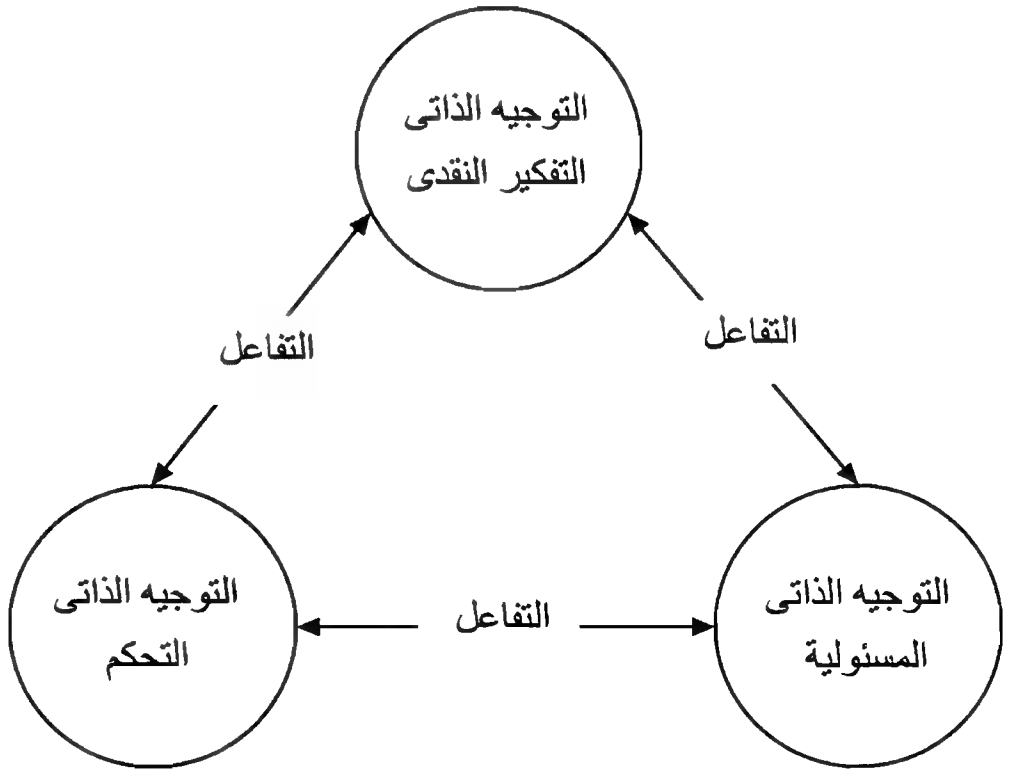 التوجيه الذاتى
التفكير النقدى
التفاعل
التفاعل
التوجيه الذاتى
المسئولية
التفاعل
التوجيه الذاتى
التحكم